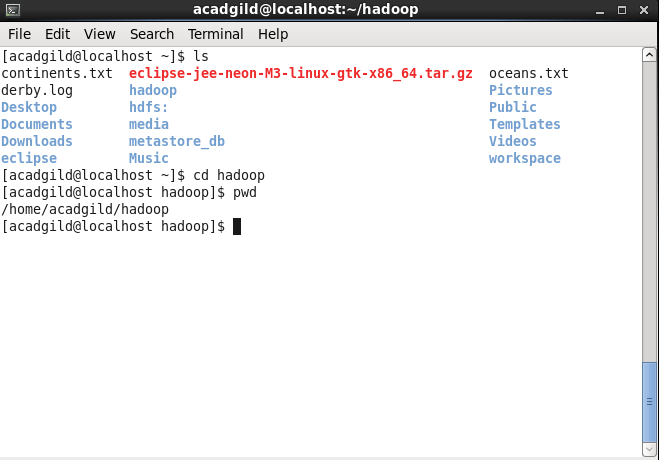 acadgild@localhost:~/hadoop
File Edit View Search Terminal Help
[acadgild@localhost ~]$ ls
continents.txt  eclipse-jee-neon-M3-linux-gtk-x86_64.tar.gz  oceans.txt
derby.log       hadoop                                       Pictures
Desktop         hdfs:                                        Public
Documents       media                                        Templates
Downloads       metastore_db                                 Videos
eclipse         Music                                        workspace
[acadgild@localhost ~]$ cd hadoop
[acadgild@localhost hadoop]$ pwd
/home/acadgild/hadoop
[acadgild@localhost hadoop]$